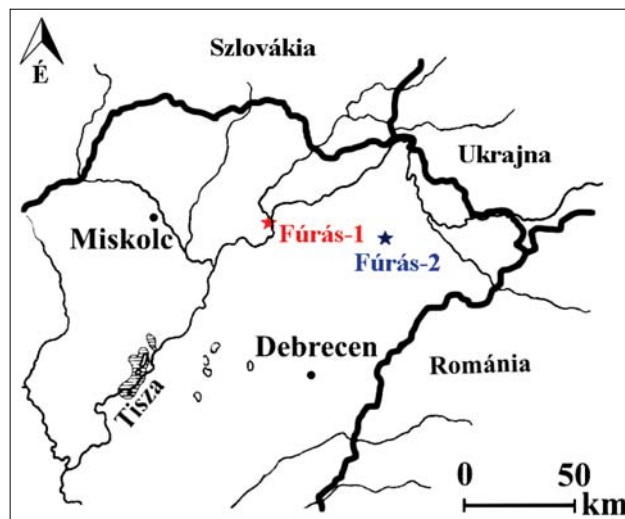 Szlovákia
É
Ukrajna
Miskolc
Fúrás-1
Fúrás-2
Debrecen
Tisza
Románia
0 50
km